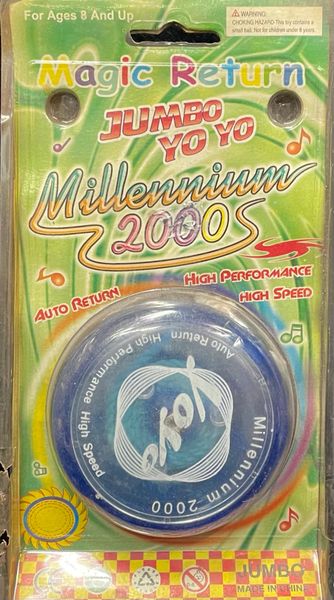 For Ages 8 And Up
WARNING:
CHOKING HAZARD-This toy contains a
small ball. Not for children under 8 years.
Magic Return
JUMBO
YO YO
Millennium
2000
HIGH PERFORMANCE
AUTO RETURN
HIGH SPEED
Auto Return High Performance High Speed
Yoyo
Millennium 2000
JUMBO
MADE IN CHINA